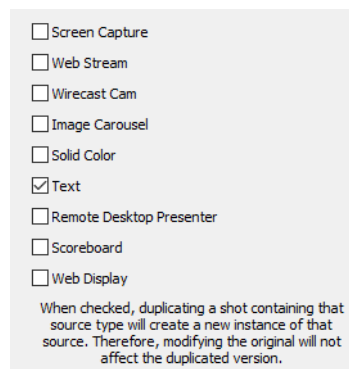 Screen Capture
Web Stream
Wirecast Cam
Image Carousel
Solid Color
Text
Remote Desktop Presenter
Scoreboard
Web Display
When checked, duplicating a shot containing that
source type will create a new instance of that
source. Therefore, modifying the original will not
affect the duplicated version.